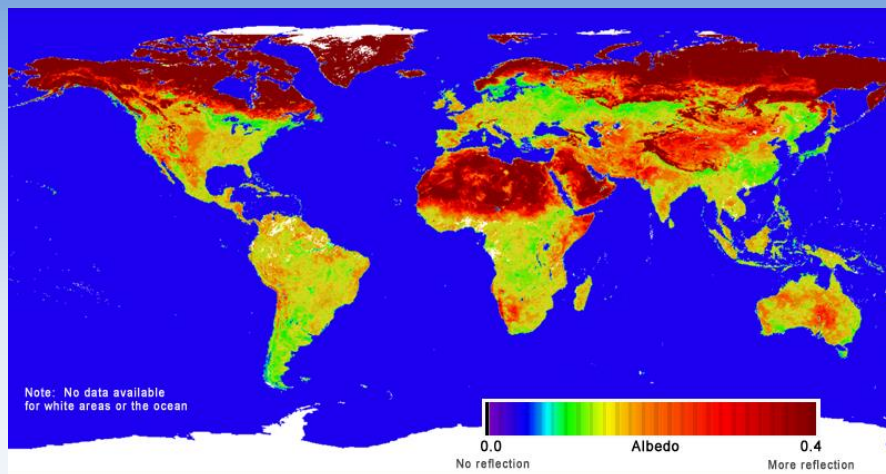 Note: No data available
for white areas or the ocean
0.0 Albedo 0.4
No reflection More reflection